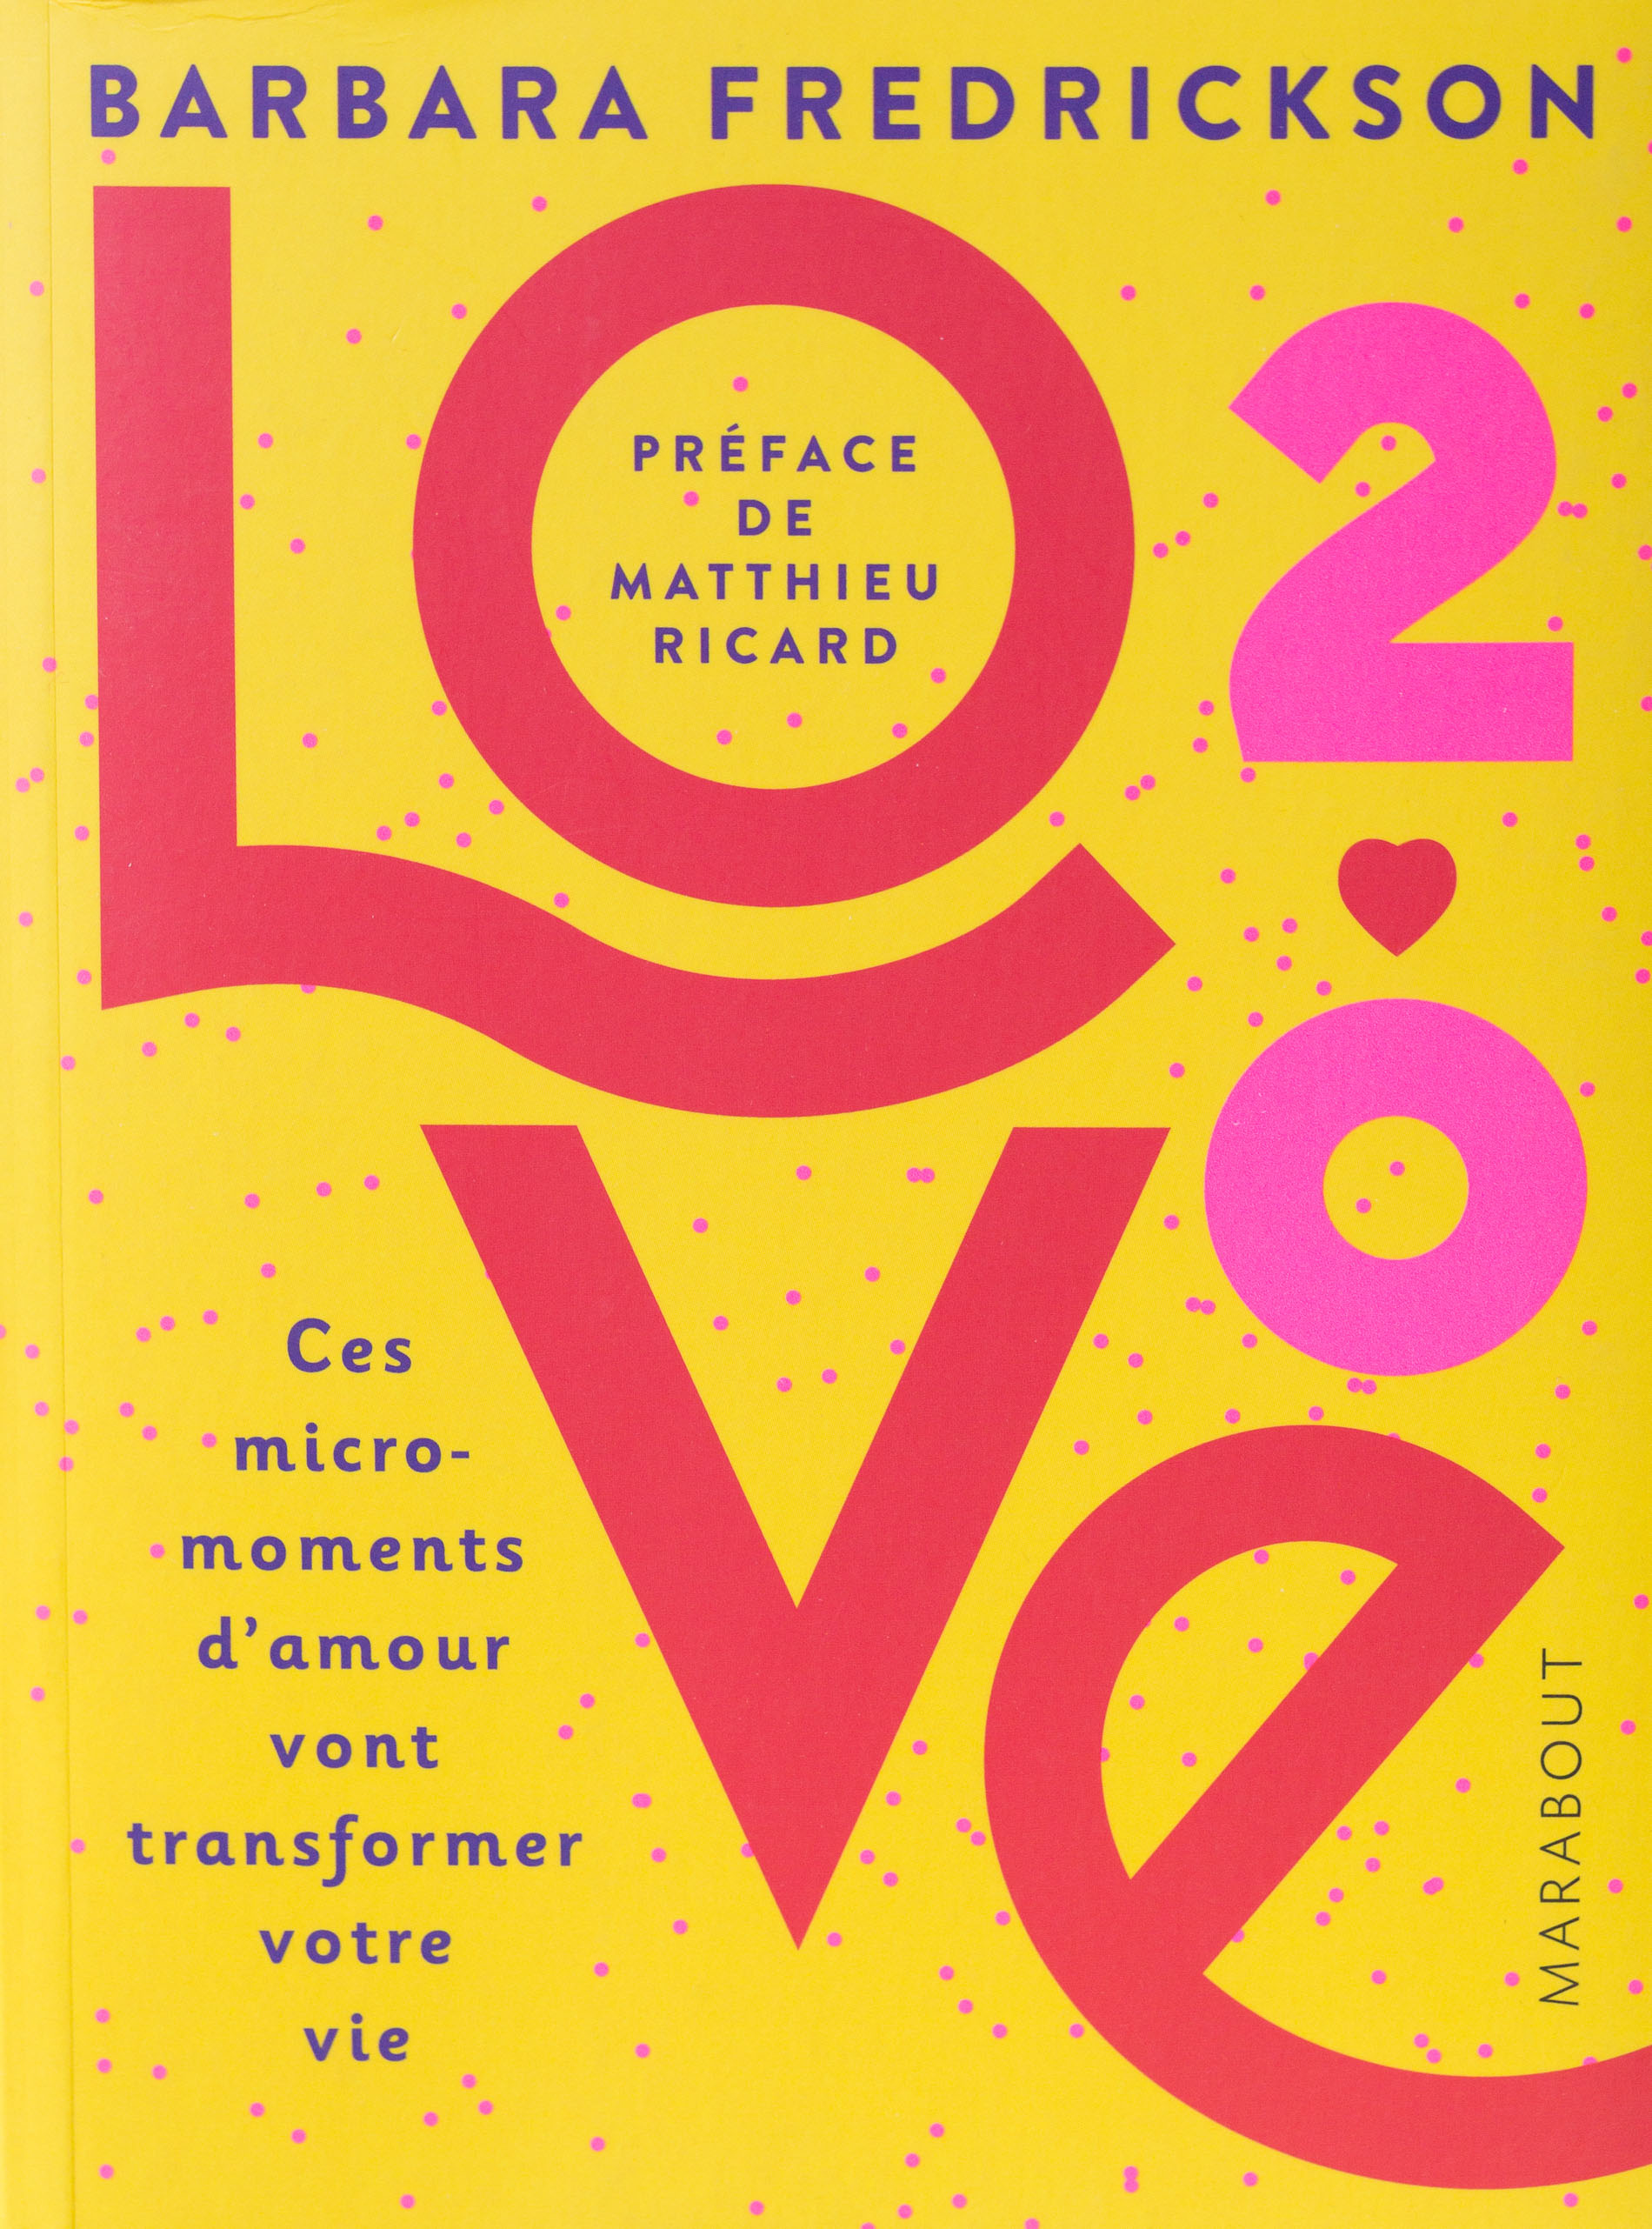 BARBARA FREDRICKSON
LOVe
2.0
PRÉFACE
DE
MATTHIEU
RICARD
Ces
micro-
moments
d'amour
vont
transformer
votre
vie
MARABOUT